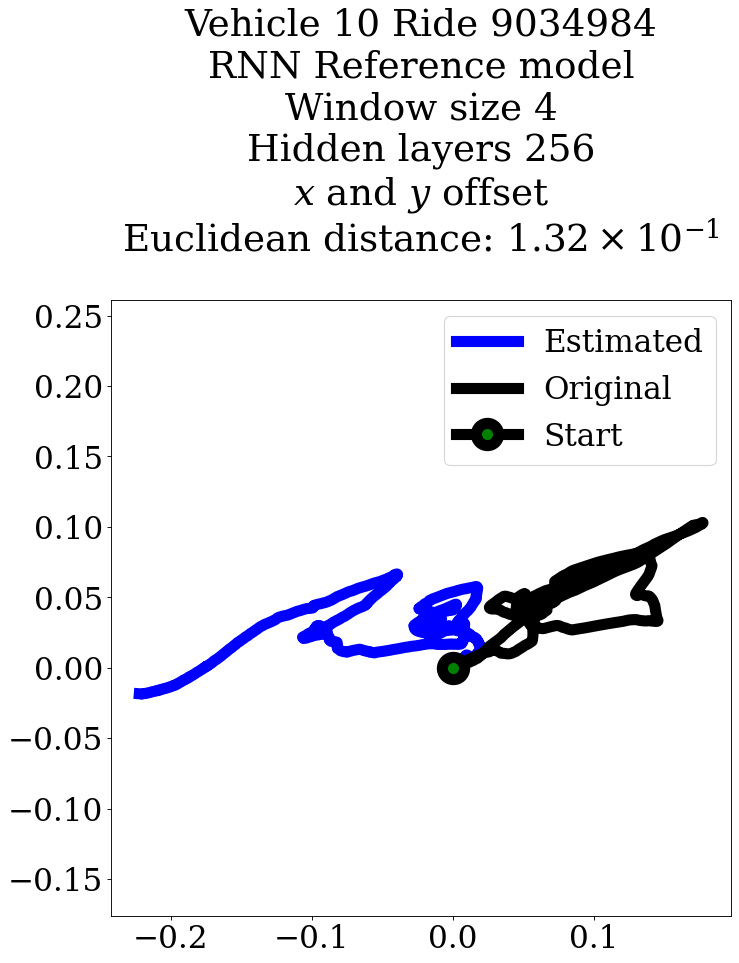 Vehicle 10 Ride 9034984
RNN Reference model
Window size 4
Hidden layers 256
x and y offset
Euclidean distance: 1.32 × 10⁻¹
Estimated
Original
Start
0.25
0.20
0.15
0.10
0.05
0.00
−0.05
−0.10
−0.15
−0.2 −0.1 0.0 0.1